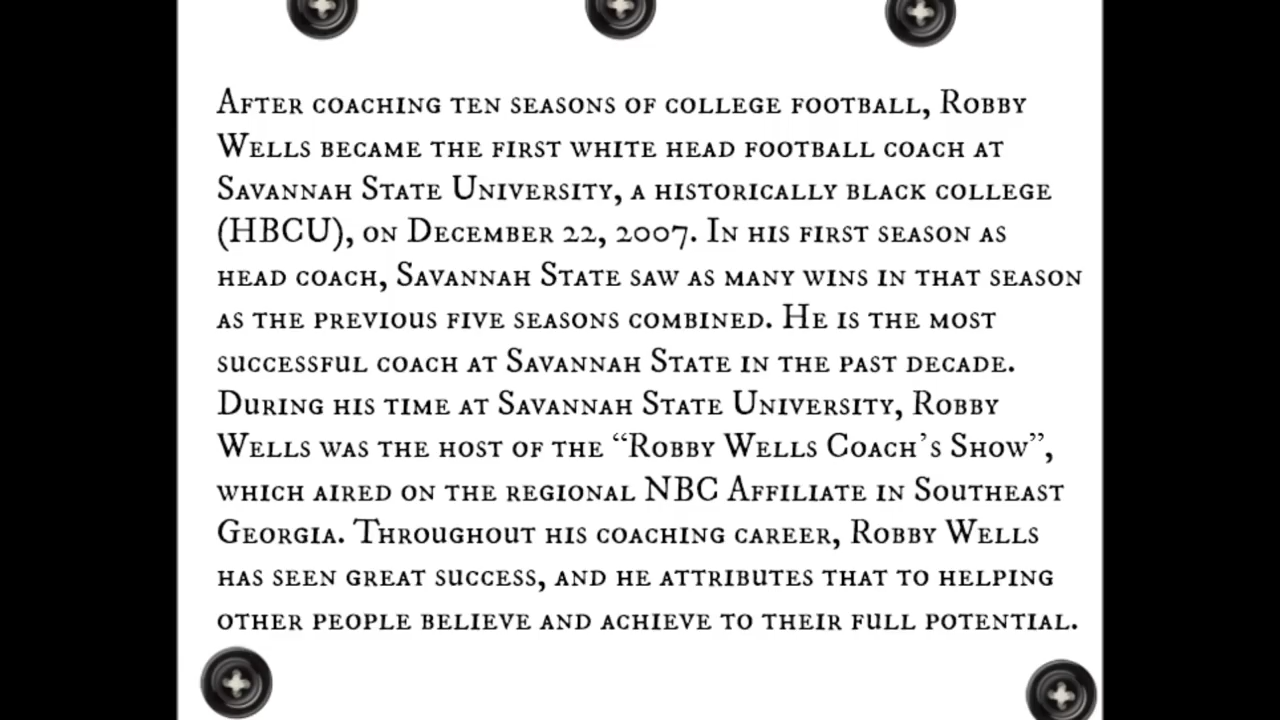 After coaching ten seasons of college football, Robby
Wells became the first white head football coach at
Savannah State University, a historically black college
(HBCU), on December 22, 2007. In his first season as
head coach, Savannah State saw as many wins in that season
as the previous five seasons combined. He is the most
successful coach at Savannah State in the past decade.
During his time at Savannah State University, Robby
Wells was the host of the “Robby Wells Coach’s Show”,
which aired on the regional NBC Affiliate in Southeast
Georgia. Throughout his coaching career, Robby Wells
has seen great success, and he attributes that to helping
other people believe and achieve to their full potential.